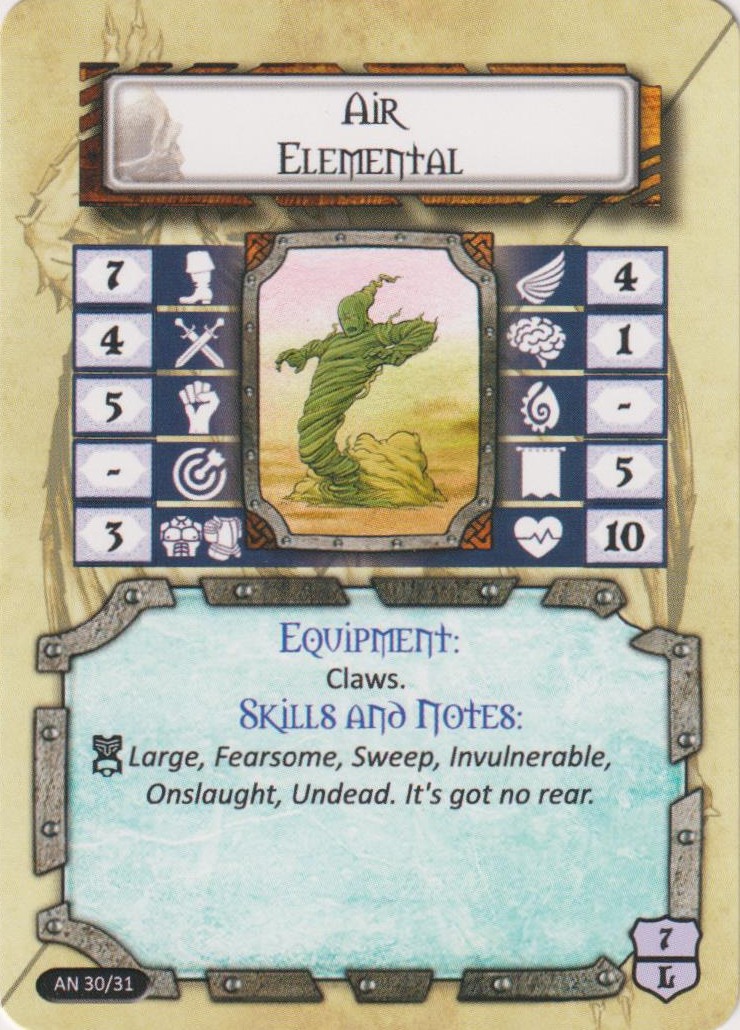 Air
Elemental
7 4
4 1
5 -
- 5
3 10
Equipment:
Claws.
Skills and Notes:
Large, Fearsome, Sweep, Invulnerable,
Onslaught, Undead. It's got no rear.
7
L
AN 30/31